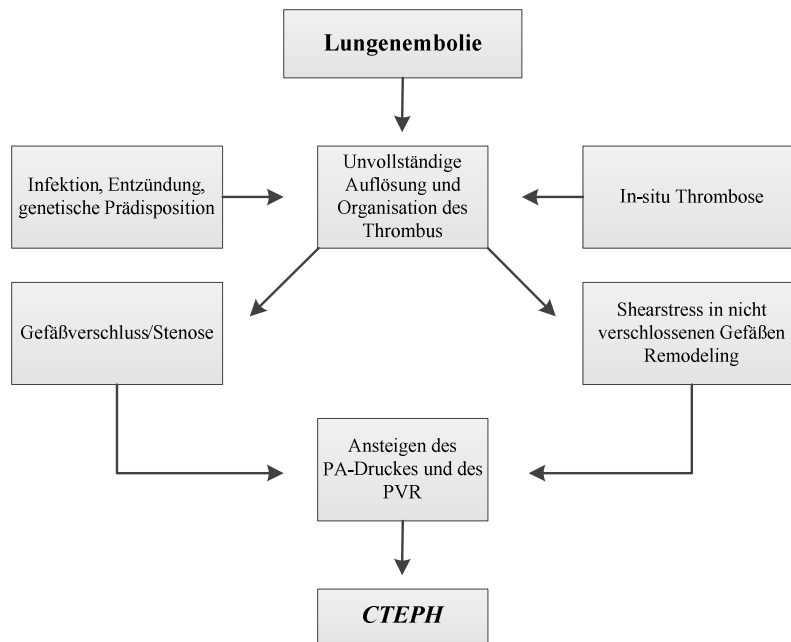 Lungenembolie
Infektion, Entzündung,
genetische Prädisposition
Unvollständige
Auflösung und
Organisation des
Thrombus
In-situ Thrombose
Gefäßverschluss/Stenose
Shearstress in nicht
verschlossenen Gefäßen
Remodeling
Ansteigen des
PA-Druckes und des
PVR
CTEPH